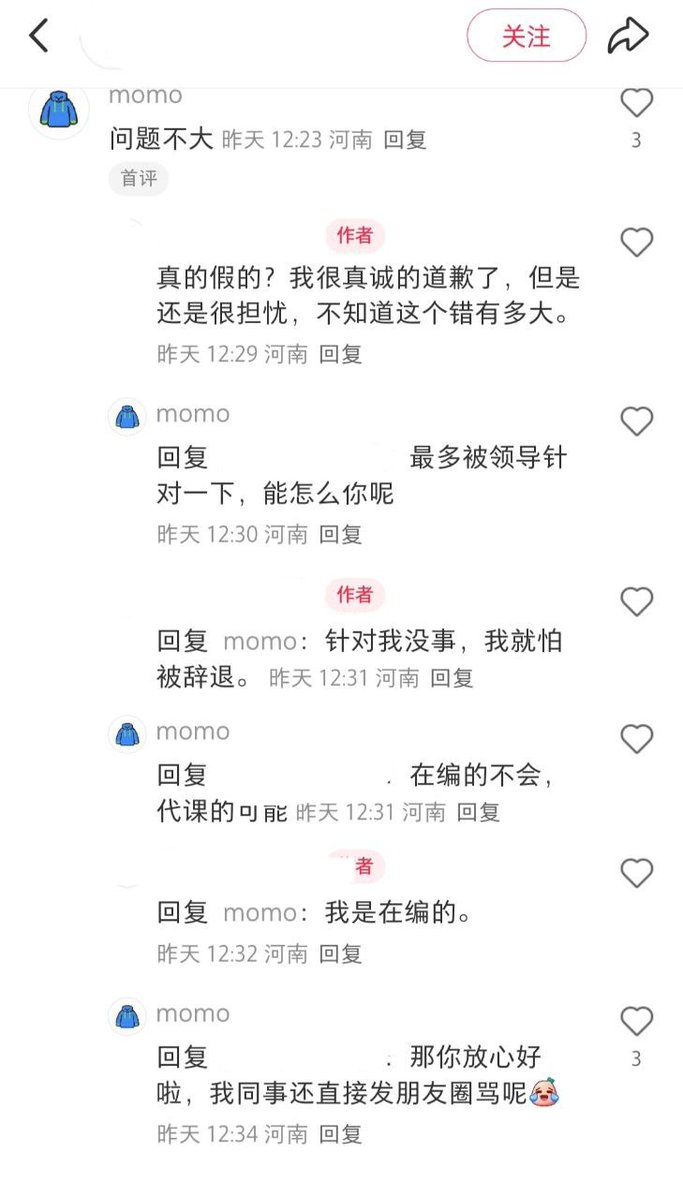 关注
momo
问题不大 昨天 12:23 河南 回复
3
首评
作者
真的假的？我很真诚的道歉了，但是
还是很担忧，不知道这个错有多大。
昨天 12:29 河南 回复
momo
回复 最多被领导针
对一下，能怎么你呢
昨天 12:30 河南 回复
作者
回复 momo：针对我没事，我就怕
被辞退。 昨天 12:31 河南 回复
momo
回复 在编的不会，
代课的可能 昨天 12:31 河南 回复
者
回复 momo：我是在编的。
昨天 12:32 河南 回复
momo
回复 那你放心好
3
啦，我同事还直接发朋友圈骂呢
昨天 12:34 河南 回复